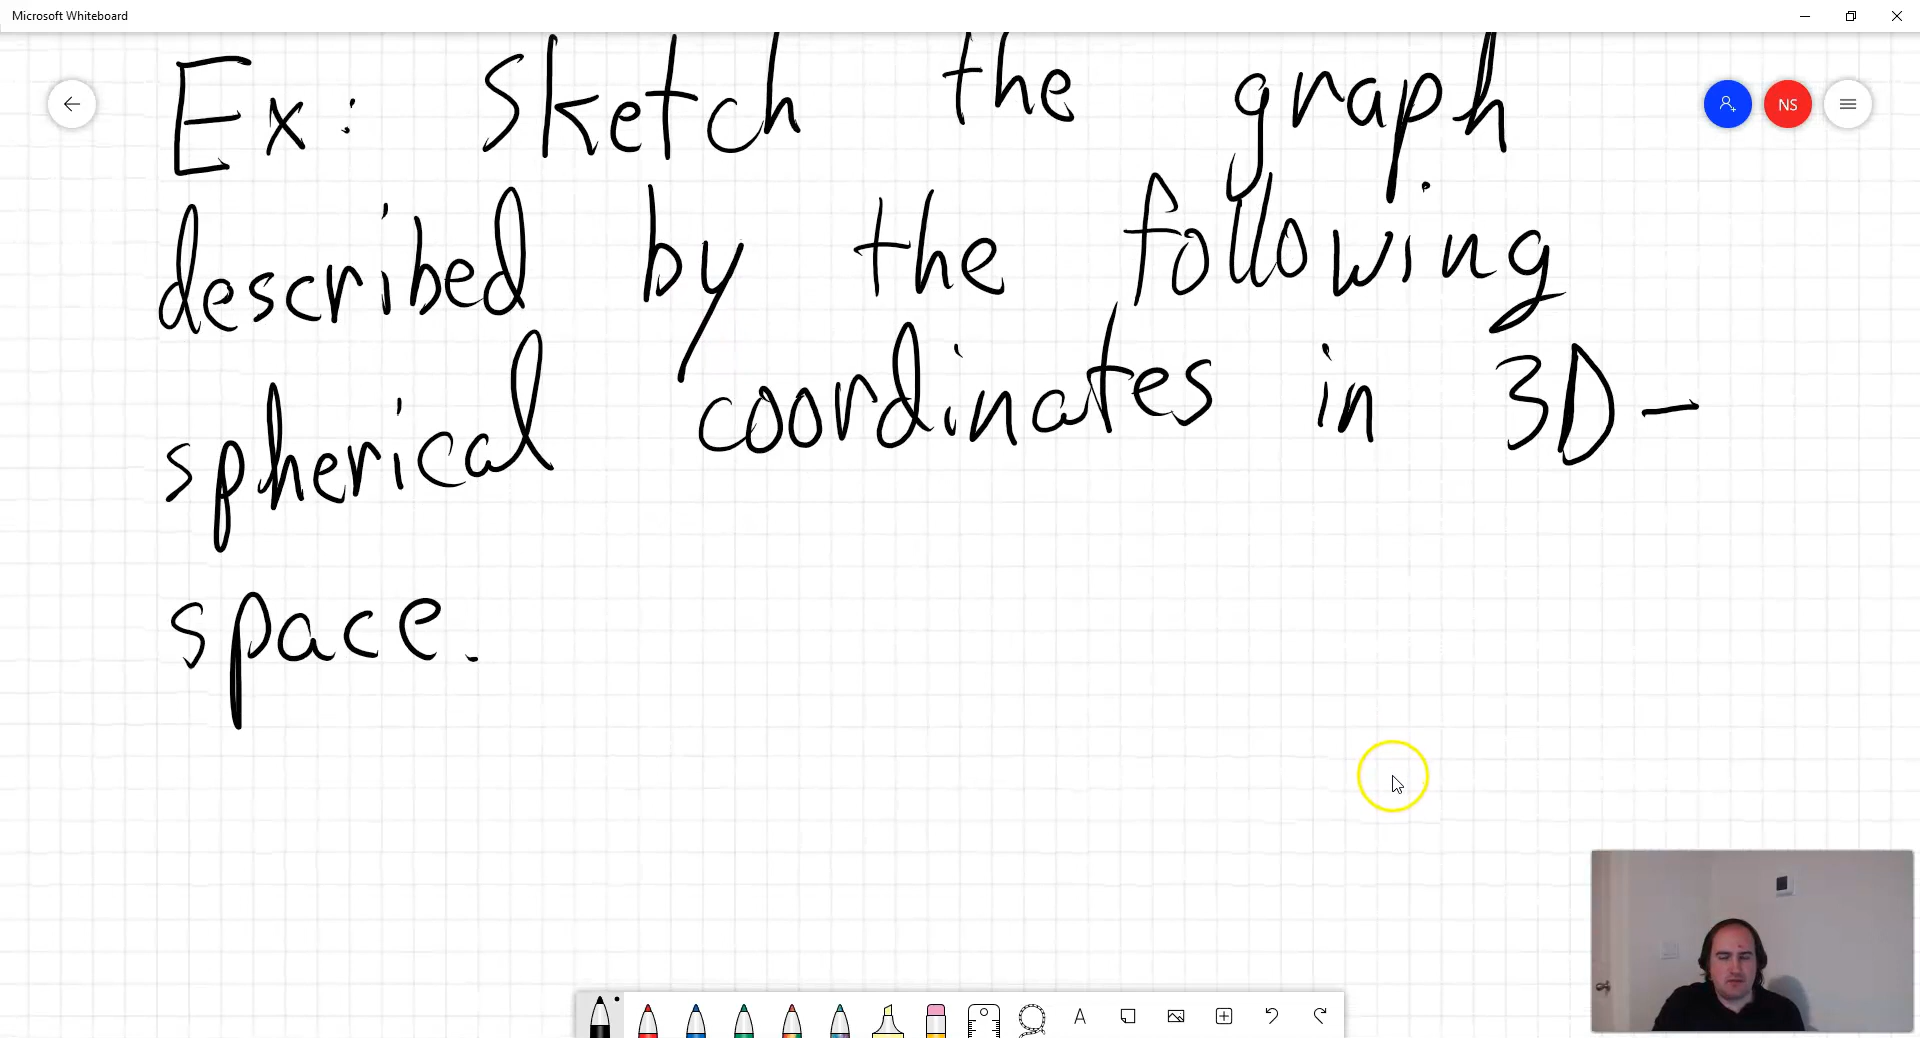 Microsoft Whiteboard
Ex: Sketch the graph
NS
described by the following
spherical coordinates in 3D-
space.
A